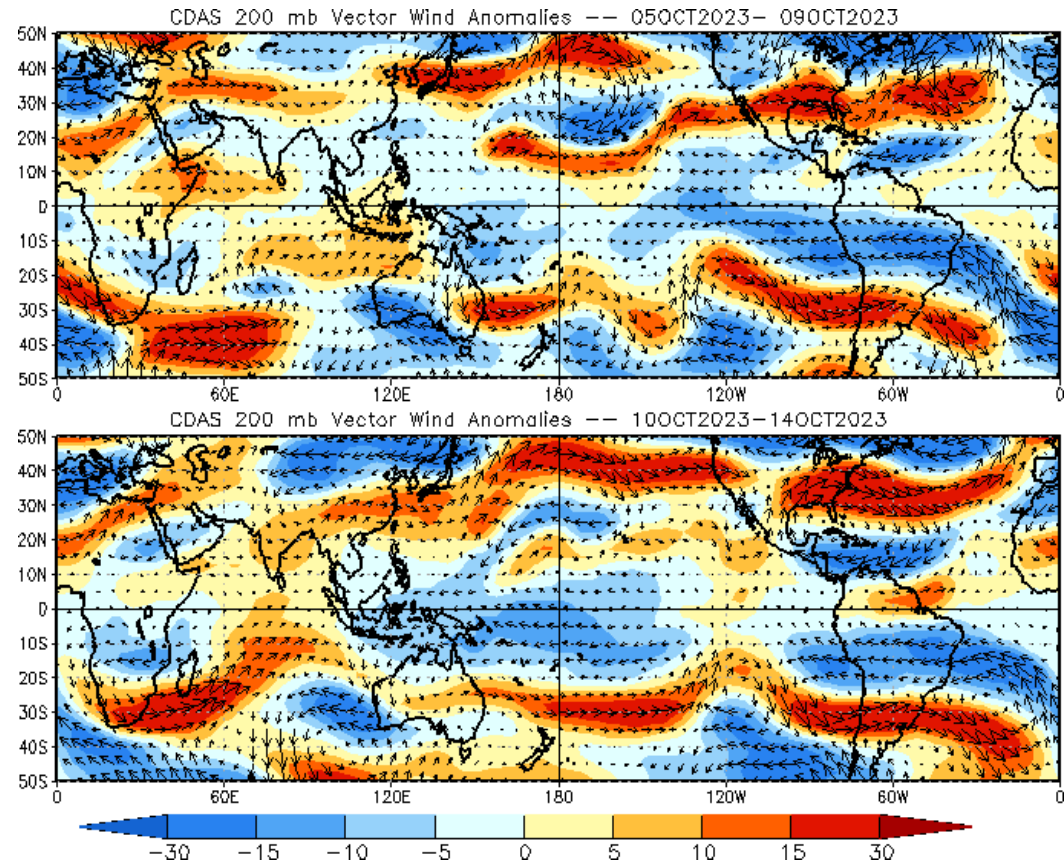 CDAS 200 mb Vector Wind Anomalies -- 05OCT2023- 09OCT2023
50N
40N
30N
20N
10N
0
10S
20S
30S
40S
50S
0 60E 120E 180 120W 60W 0
CDAS 200 mb Vector Wind Anomalies -- 10OCT2023-14OCT2023
50N
40N
30N
20N
10N
0
10S
20S
30S
40S
50S
0 60E 120E 180 120W 60W 0
-30 -15 -10 -5 0 5 10 15 30